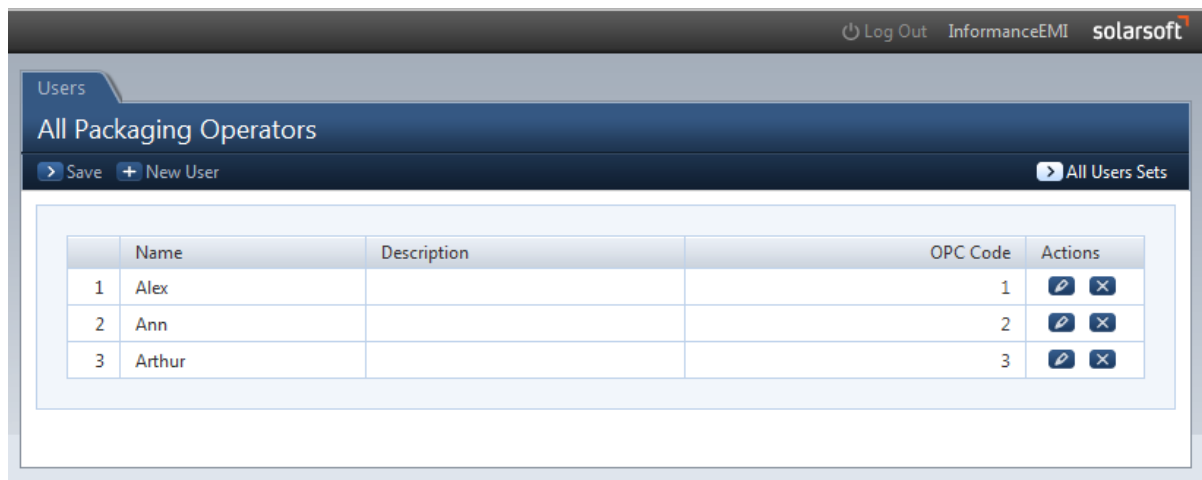 Log Out InformanceEMI solarsoft
Users
All Packaging Operators
Save New User All Users Sets
Name Description OPC Code Actions
1 Alex 1
2 Ann 2
3 Arthur 3